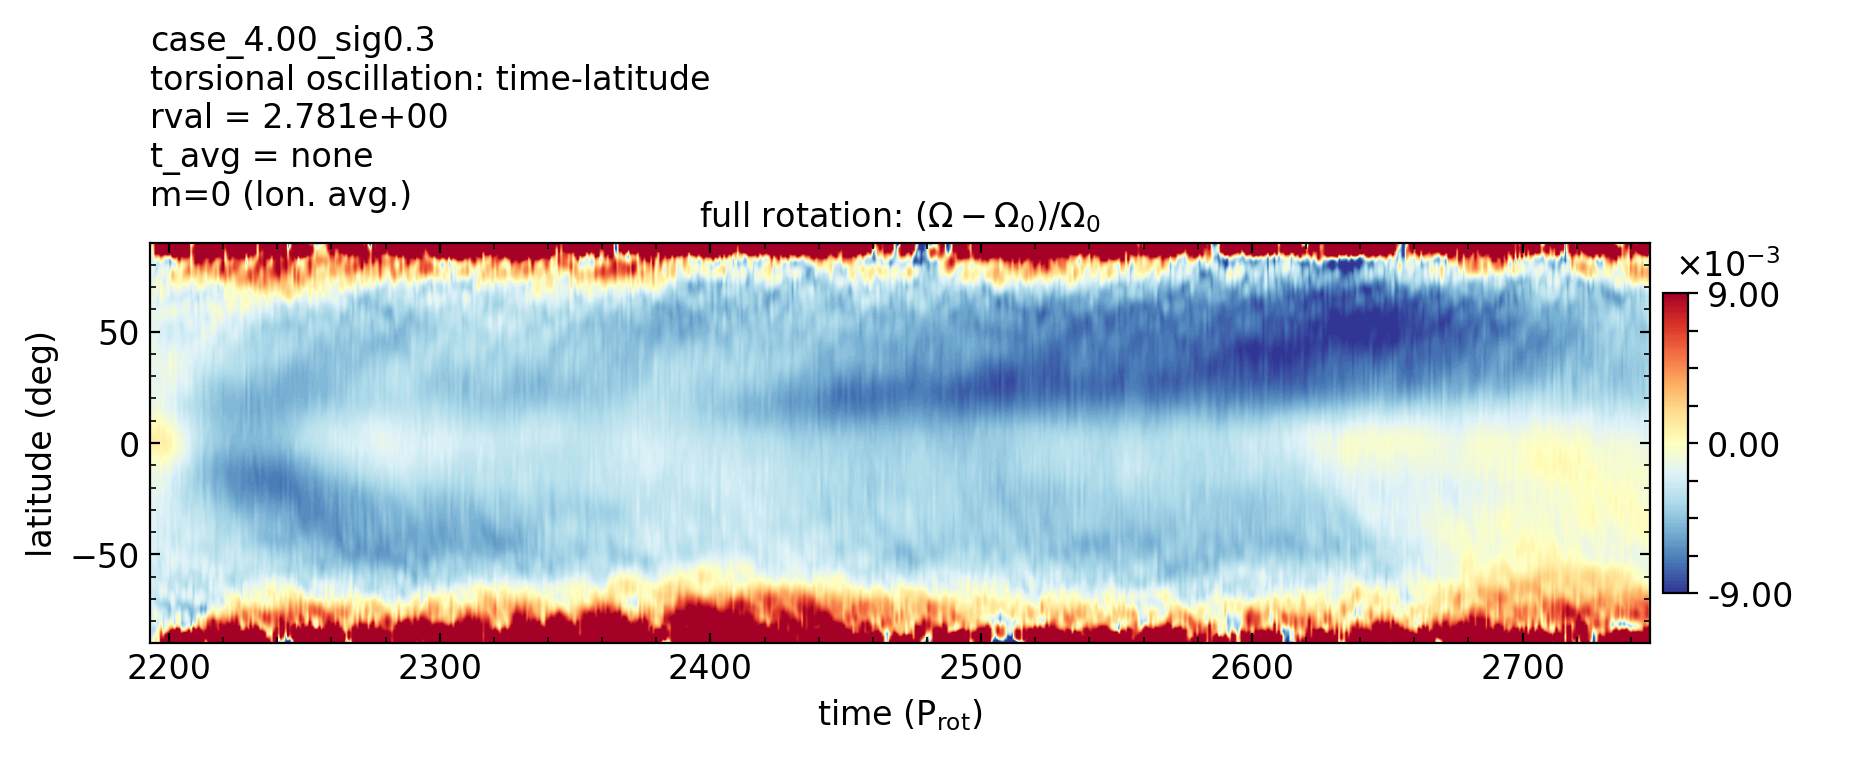 case_4.00_sig0.3
torsional oscillation: time-latitude
rval = 2.781e+00
t_avg = none
m=0 (lon. avg.)
full rotation: (Ω − Ω₀)/Ω₀
×10⁻³
9.00
0.00
-9.00
latitude (deg)
50
0
−50
2200 2300 2400 2500 2600 2700
time (P_rot)